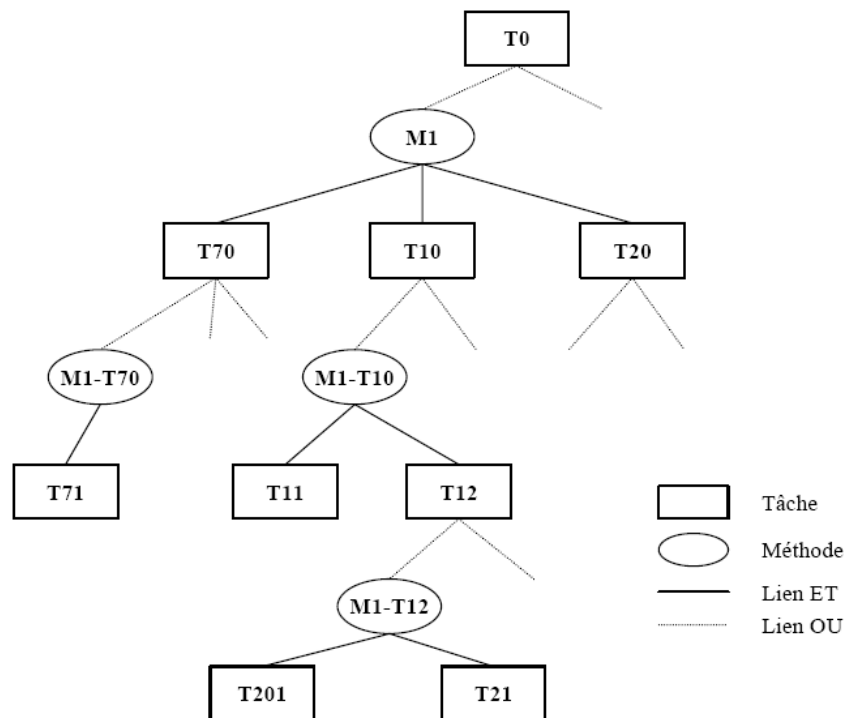 T0
M1
T70
T10
T20
M1-T70
M1-T10
T71
T11
T12
Tâche
Méthode
M1-T12
Lien ET
Lien OU
T201
T21